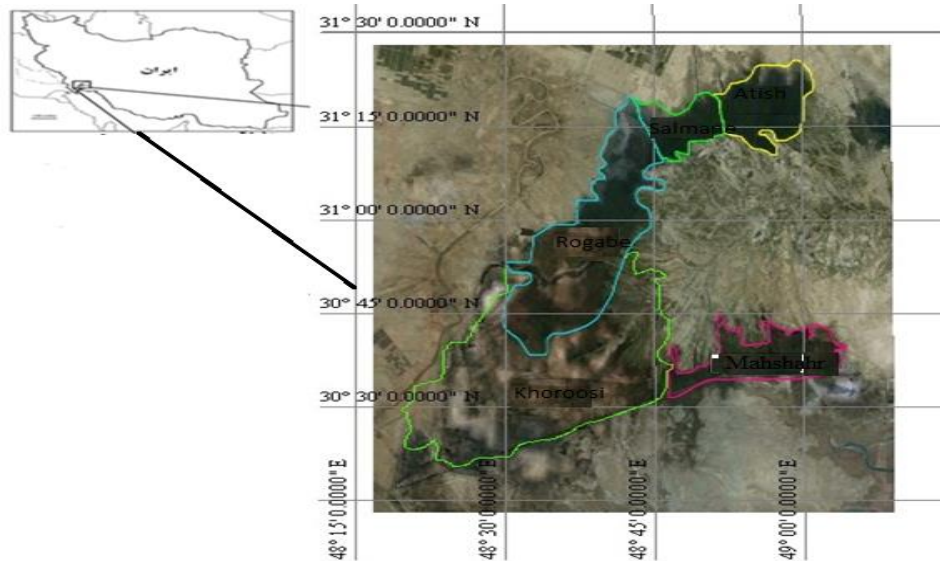 ایران
31° 30' 0.0000" N
31° 15' 0.0000" N
31° 00' 0.0000" N
30° 45' 0.0000" N
30° 30' 0.0000" N
Atish
Salmana
Rogabe
Mahshahr
Khoroosi
48° 15' 0.0000" E
48° 30' 0.0000" E
48° 45' 0.0000" E
49° 00' 0.0000" E